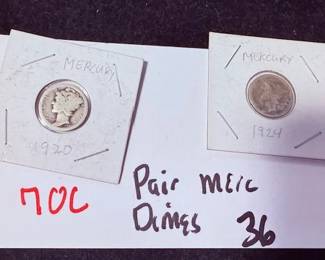 MERCURY
1920
MERCURY
1924
70C
Pair merc
Dimes
36